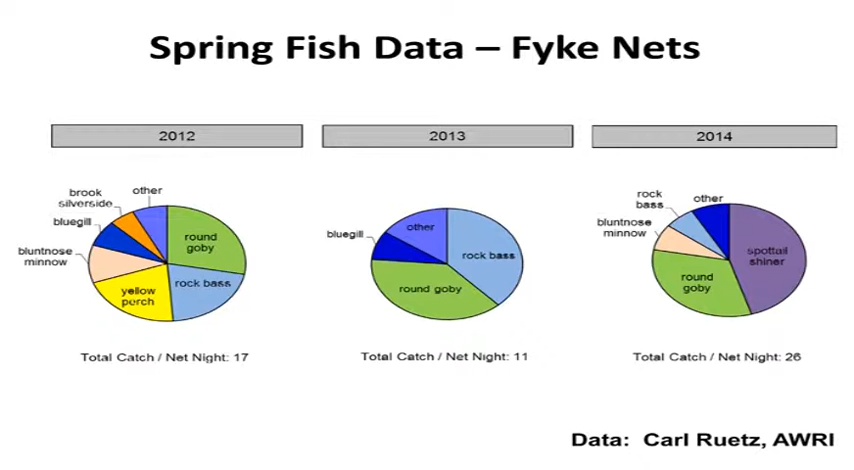 Spring Fish Data – Fyke Nets
2012
2013
2014
brook
silverside
other
bluegill
bluntnose
minnow
round
goby
rock bass
yellow
perch
Total Catch / Net Night: 17
other
bluegill
rock bass
round goby
Total Catch / Net Night: 11
rock
bass
other
bluntnose
minnow
spottail
shiner
round
goby
Total Catch / Net Night: 26
Data: Carl Ruetz, AWRI